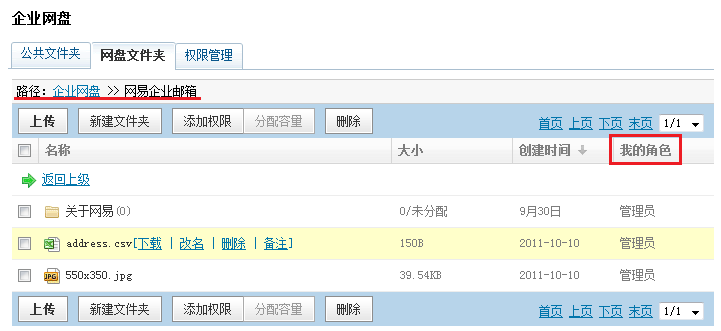 企业网盘
公共文件夹 网盘文件夹 权限管理
路径：企业网盘 >> 网易企业邮箱
上传 新建文件夹 添加权限 分配容量 删除 首页 上页 下页 末页 1/1
名称 大小 创建时间 我的角色
返回上级
关于网易(0) 0/未分配 9月30日 管理员
address.csv[下载 | 改名 | 删除 | 备注] 150B 2011-10-10 管理员
550x350.jpg 39.54KB 2011-10-10 管理员
上传 新建文件夹 添加权限 分配容量 删除 首页 上页 下页 末页 1/1